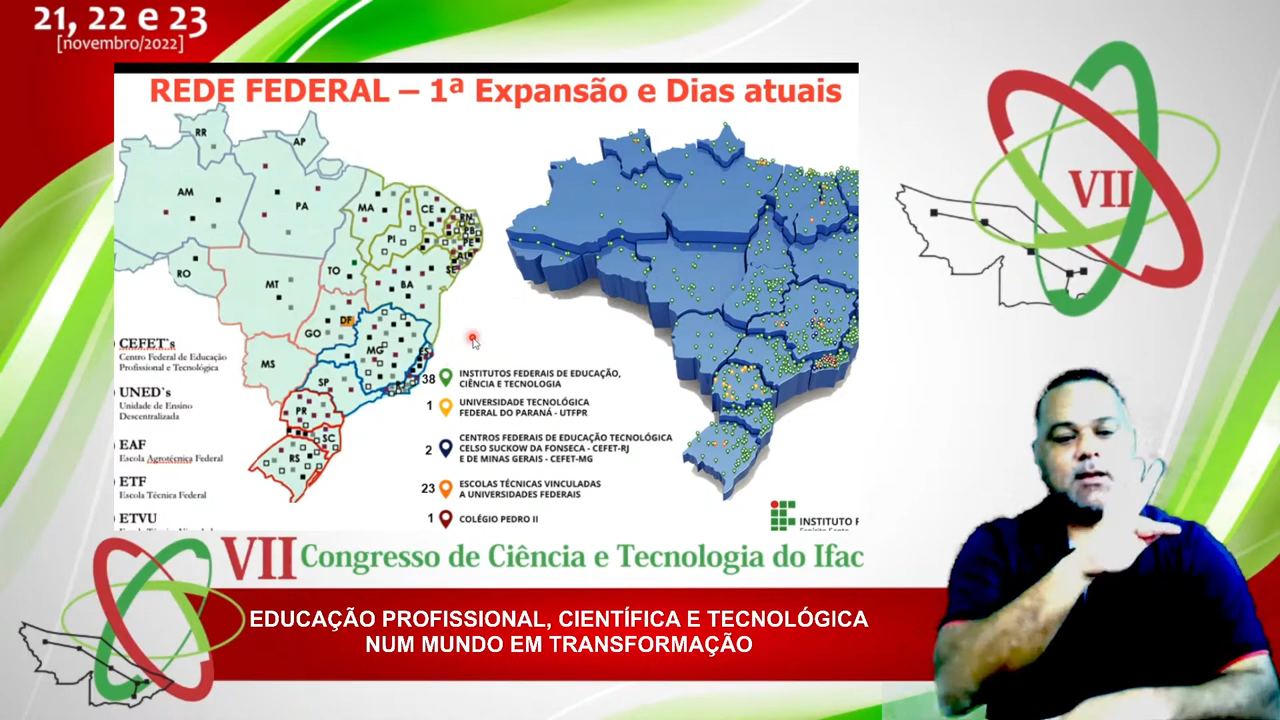 21, 22 e 23
[novembro/2022]
REDE FEDERAL – 1ª Expansão e Dias atuais
RR
AP
AM
PA
MA
CE
RN
PB
PE
AL
SE
PI
RO
TO
MT
BA
DF
GO
MG
ES
MS
SP
PR
SC
RS
CEFET`s
Centro Federal de Educação
Profissional e Tecnológica
UNED`s
Unidade de Ensino
Descentralizada
EAF
Escola Agrotécnica Federal
ETF
Escola Técnica Federal
ETVU
38 INSTITUTOS FEDERAIS DE EDUCAÇÃO,
CIÊNCIA E TECNOLOGIA
1 UNIVERSIDADE TECNOLÓGICA
FEDERAL DO PARANÁ - UTFPR
2 CENTROS FEDERAIS DE EDUCAÇÃO TECNOLÓGICA
CELSO SUCKOW DA FONSECA - CEFET-RJ
E DE MINAS GERAIS - CEFET-MG
23 ESCOLAS TÉCNICAS VINCULADAS
A UNIVERSIDADES FEDERAIS
1 COLÉGIO PEDRO II
INSTITUTO F
VII
VII Congresso de Ciência e Tecnologia do Ifac
EDUCAÇÃO PROFISSIONAL, CIENTÍFICA E TECNOLÓGICA
NUM MUNDO EM TRANSFORMAÇÃO